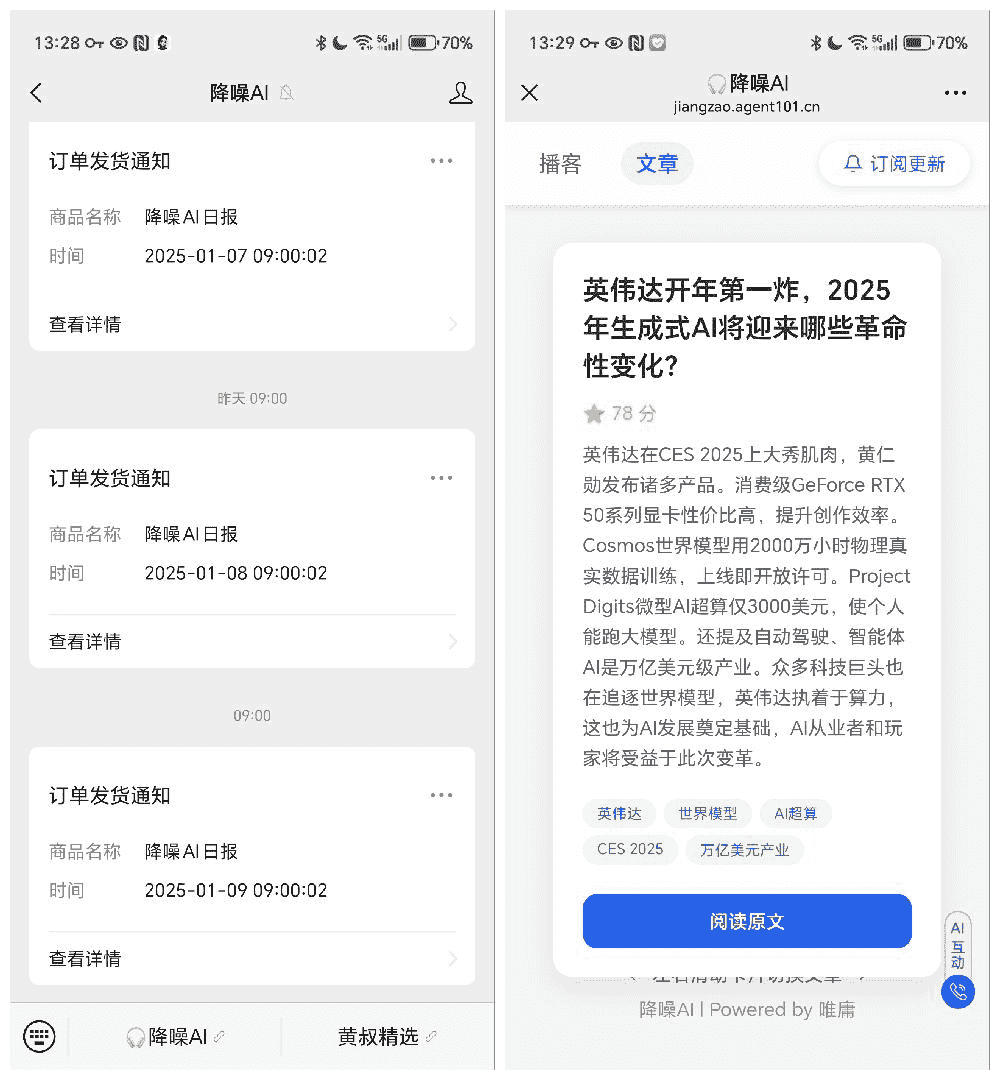 13:28
5G
70%
降噪AI
订单发货通知
商品名称 降噪AI日报
时间 2025-01-07 09:00:02
查看详情
昨天 09:00
订单发货通知
商品名称 降噪AI日报
时间 2025-01-08 09:00:02
查看详情
09:00
订单发货通知
商品名称 降噪AI日报
时间 2025-01-09 09:00:02
查看详情
降噪AI
黄叔精选
13:29
5G
70%
降噪AI
jiangzao.agent101.cn
播客
文章
订阅更新
英伟达开年第一炸，2025
年生成式AI将迎来哪些革命
性变化？
78 分
英伟达在CES 2025上大秀肌肉，黄仁
勋发布诸多产品。消费级GeForce RTX
50系列显卡性价比高，提升创作效率。
Cosmos世界模型用2000万小时物理真
实数据训练，上线即开放许可。Project
Digits微型AI超算仅3000美元，使个人
能跑大模型。还提及自动驾驶、智能体
AI是万亿美元级产业。众多科技巨头也
在追逐世界模型，英伟达执着于算力，
这也为AI发展奠定基础，AI从业者和玩
家将受益于此次变革。
英伟达
世界模型
AI超算
CES 2025
万亿美元产业
阅读原文
AI
互
动
左右滑动卡片切换文章
降噪AI | Powered by 唯庸